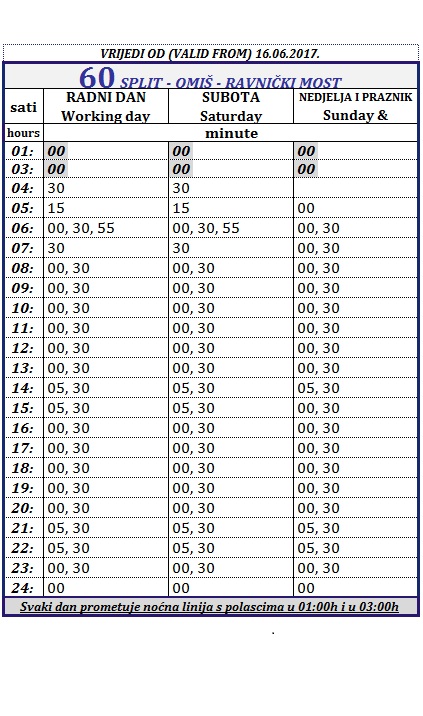 VRIJEDI OD (VALID FROM) 16.06.2017.
60 SPLIT - OMIŠ - RAVNIČKI MOST
sati RADNI DAN Working day SUBOTA Saturday NEDJELJA I PRAZNIK Sunday &
hours minute
01: 00 00 00
03: 00 00 00
04: 30 30
05: 15 15 00
06: 00, 30, 55 00, 30, 55 00, 30
07: 30 30 00, 30
08: 00, 30 00, 30 00, 30
09: 00, 30 00, 30 00, 30
10: 00, 30 00, 30 00, 30
11: 00, 30 00, 30 00, 30
12: 00, 30 00, 30 00, 30
13: 00, 30 00, 30 00, 30
14: 05, 30 05, 30 05, 30
15: 05, 30 05, 30 00, 30
16: 00, 30 00, 30 00, 30
17: 00, 30 00, 30 00, 30
18: 00, 30 00, 30 00, 30
19: 00, 30 00, 30 00, 30
20: 00, 30 00, 30 00, 30
21: 05, 30 05, 30 05, 30
22: 05, 30 05, 30 05, 30
23: 00, 30 00, 30 00, 30
24: 00 00 00
Svaki dan prometuje noćna linija s polascima u 01:00h i u 03:00h
.